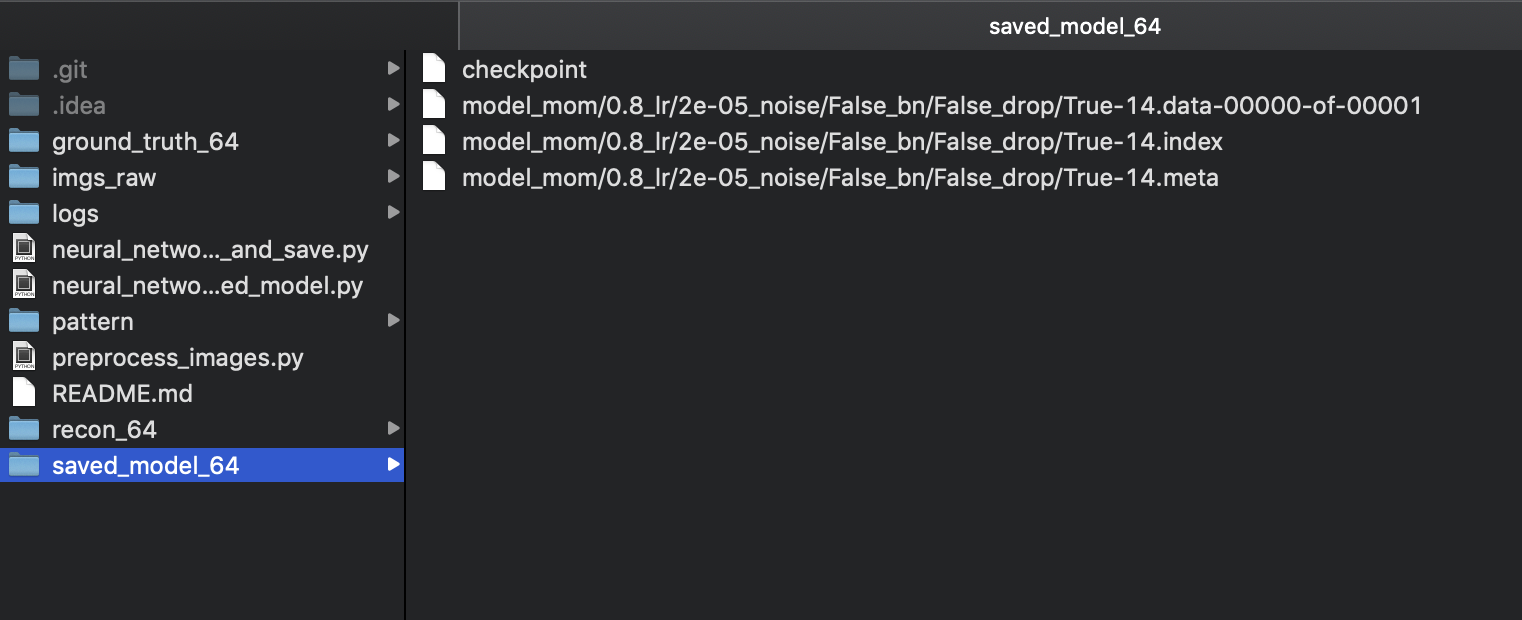 saved_model_64
.git
.idea
ground_truth_64
imgs_raw
logs
neural_netwo..._and_save.py
neural_netwo...ed_model.py
pattern
preprocess_images.py
README.md
recon_64
saved_model_64
checkpoint
model_mom/0.8_lr/2e-05_noise/False_bn/False_drop/True-14.data-00000-of-00001
model_mom/0.8_lr/2e-05_noise/False_bn/False_drop/True-14.index
model_mom/0.8_lr/2e-05_noise/False_bn/False_drop/True-14.meta